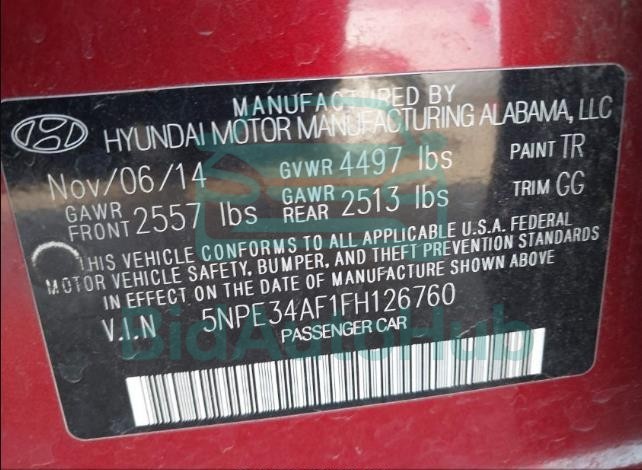 MANUFACTURED BY
HYUNDAI MOTOR MANUFACTURING ALABAMA, LLC
Nov/06/14 GVWR 4497 lbs PAINT TR
GAWR FRONT 2557 lbs GAWR REAR 2513 lbs TRIM GG
THIS VEHICLE CONFORMS TO ALL APPLICABLE U.S.A. FEDERAL
MOTOR VEHICLE SAFETY, BUMPER, AND THEFT PREVENTION STANDARDS
IN EFFECT ON THE DATE OF MANUFACTURE SHOWN ABOVE.
V.I.N 5NPE34AF1FH126760
PASSENGER CAR
BidAutoHub